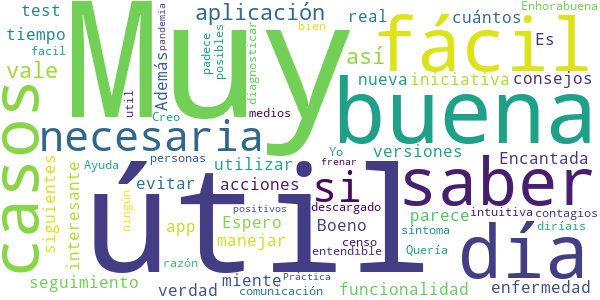 test
tiempo
facil
vale
Además
pandemia
util
Creo
Muy
aplicación
bien
padece
posibles
diagnosticar
medios
real
así
cuántos
Enhorabuena
Es
fácil
nueva
iniciativa
consejos
casos
necesaria
buena
siguientes
interesante
Ayuda
personas
evitar
utilizar
acciones
Yo
frenar
si
versiones
saber
Encantada
ningún
app
útil
positivos
descargado
Espero
manejar
Boeno
censo
entendible
parece
síntoma
Quería
intuitiva
contagios
diríais
día
seguimiento
verdad
razón
miente
comunicación
Práctica
funcionalidad
enfermedad